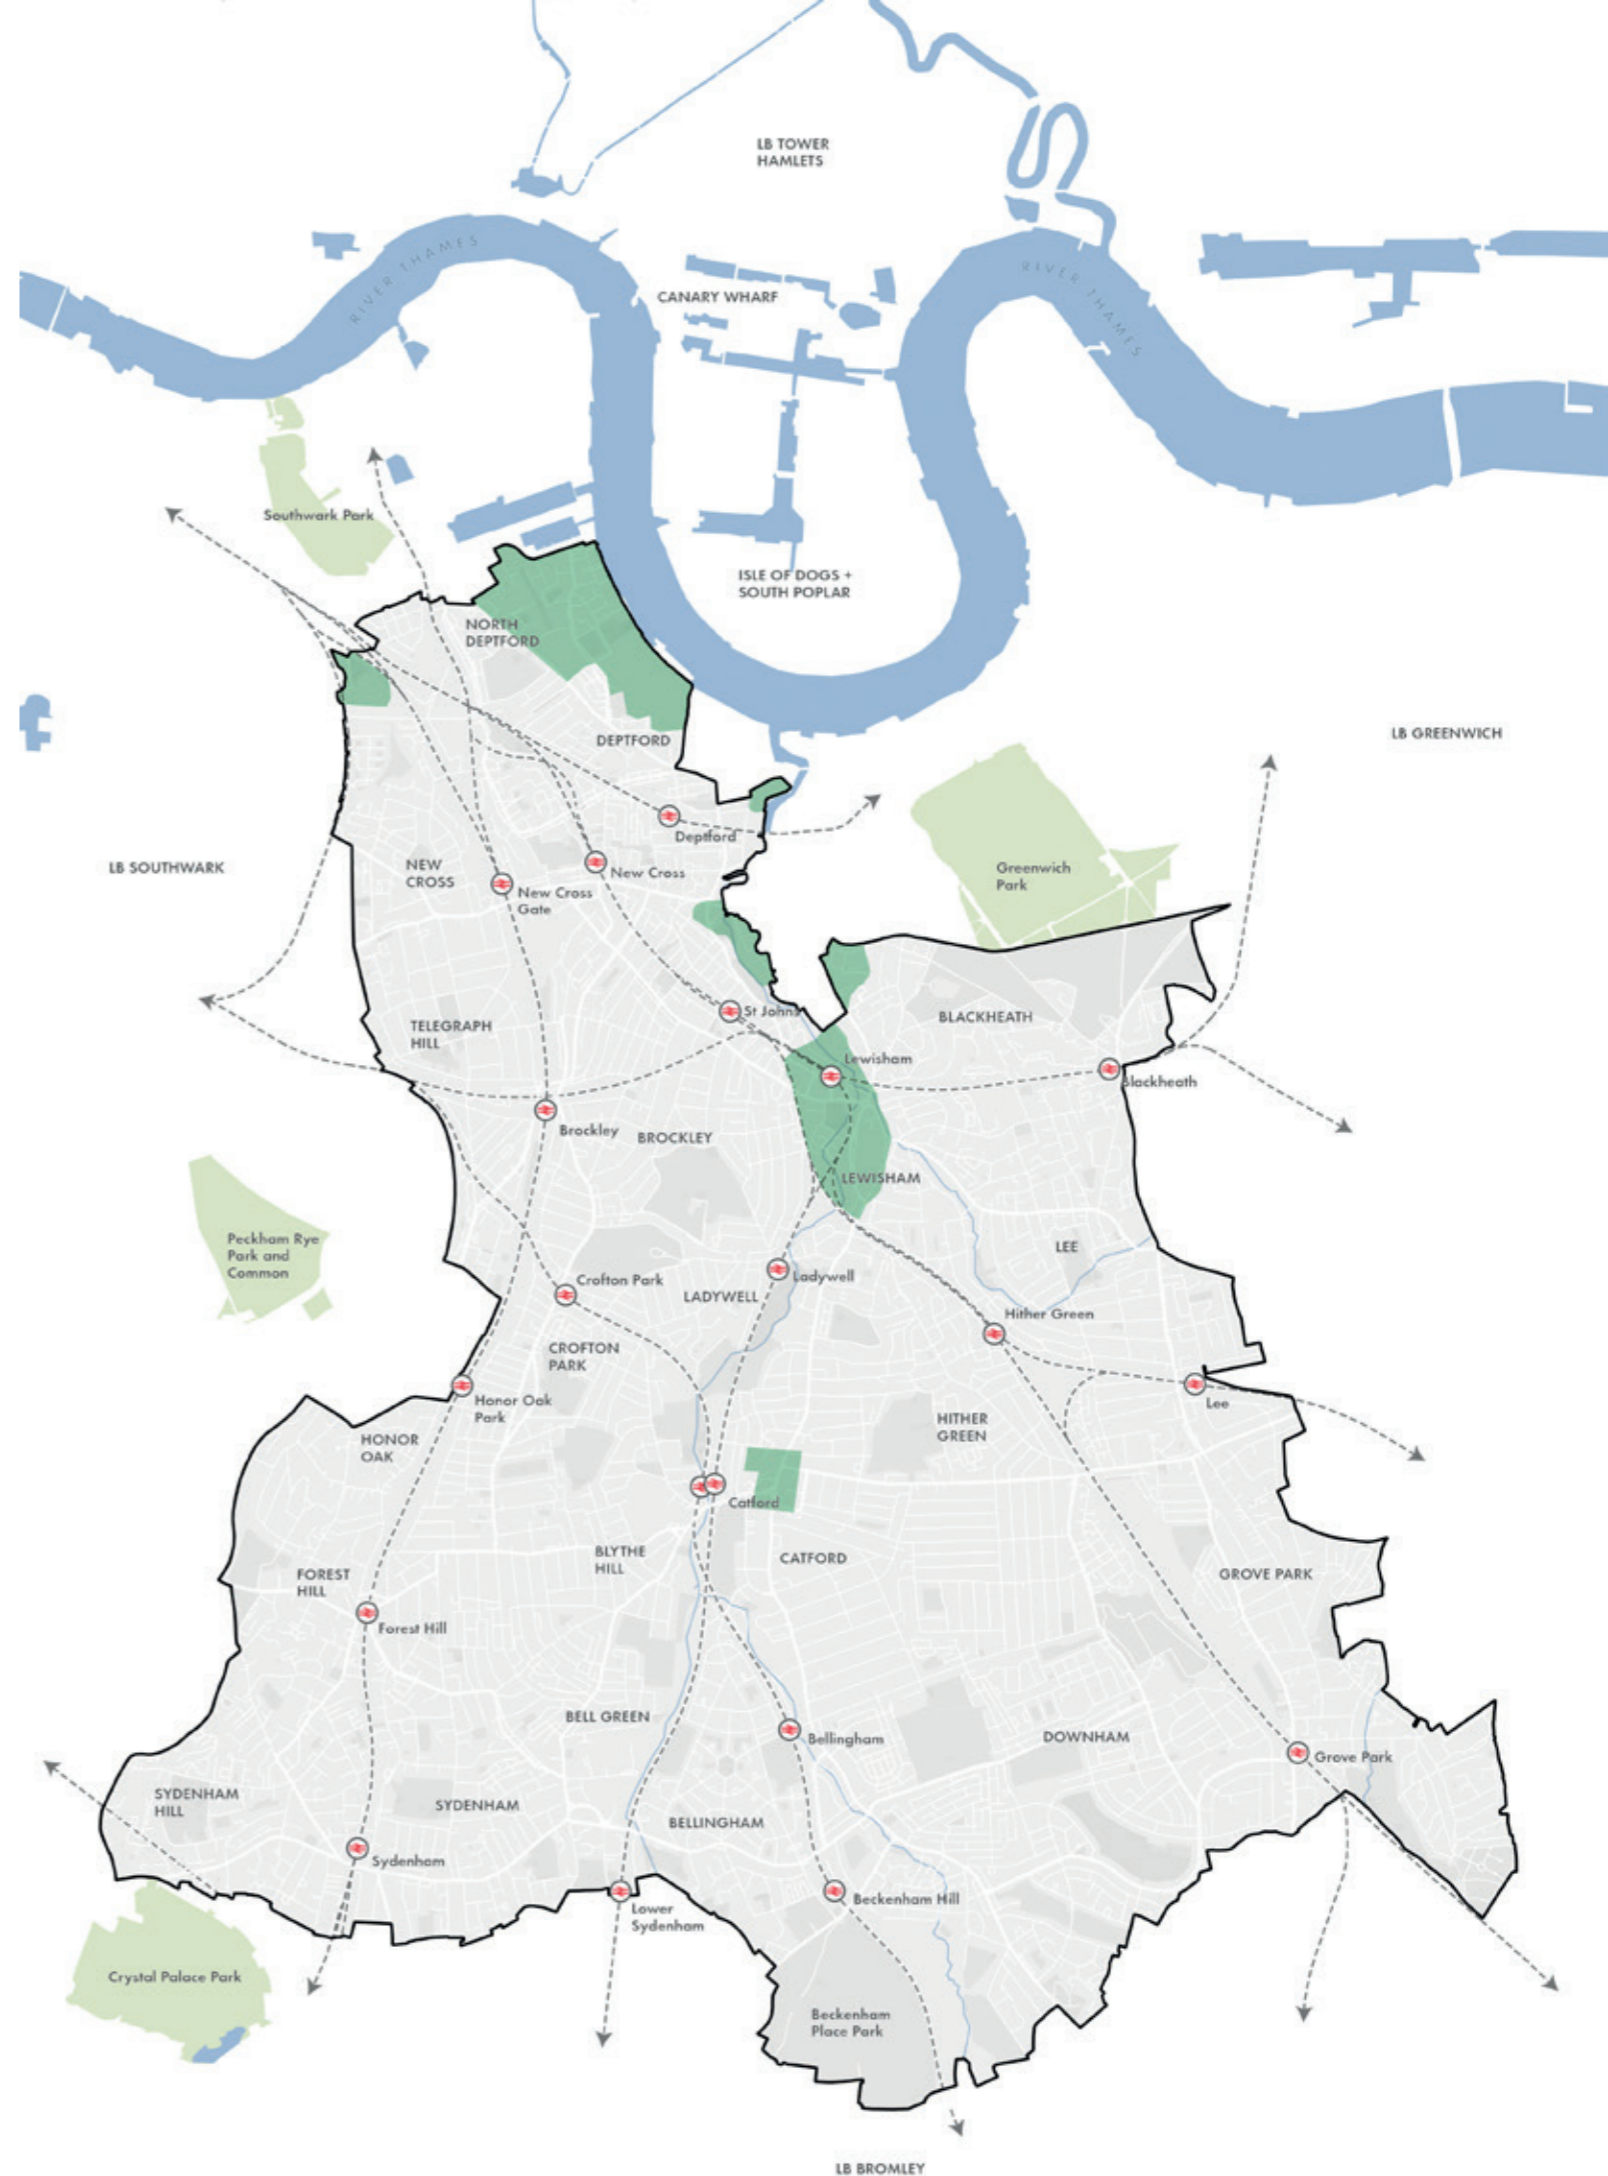 LB TOWER
HAMLETS
RIVER THAMES
RIVER THAMES
CANARY WHARF
Southwark Park
ISLE OF DOGS +
SOUTH POPLAR
NORTH
DEPTFORD
DEPTFORD
LB GREENWICH
Deptford
LB SOUTHWARK
NEW
CROSS
New Cross
New Cross
Gate
Greenwich
Park
TELEGRAPH
HILL
St Johns
BLACKHEATH
Lewisham
Blackheath
Brockley
BROCKLEY
LEWISHAM
Peckham Rye
Park and
Common
LEE
Crofton Park
Ladywell
LADYWELL
Hither Green
CROFTON
PARK
Honor Oak
Park
Lee
HONOR
OAK
HITHER
GREEN
Catford
BLYTHE
HILL
CATFORD
FOREST
HILL
GROVE PARK
Forest Hill
BELL GREEN
Bellingham
DOWNHAM
Grove Park
SYDENHAM
HILL
SYDENHAM
BELLINGHAM
Sydenham
Lower
Sydenham
Beckenham Hill
Crystal Palace Park
Beckenham
Place Park
LB BROMLEY